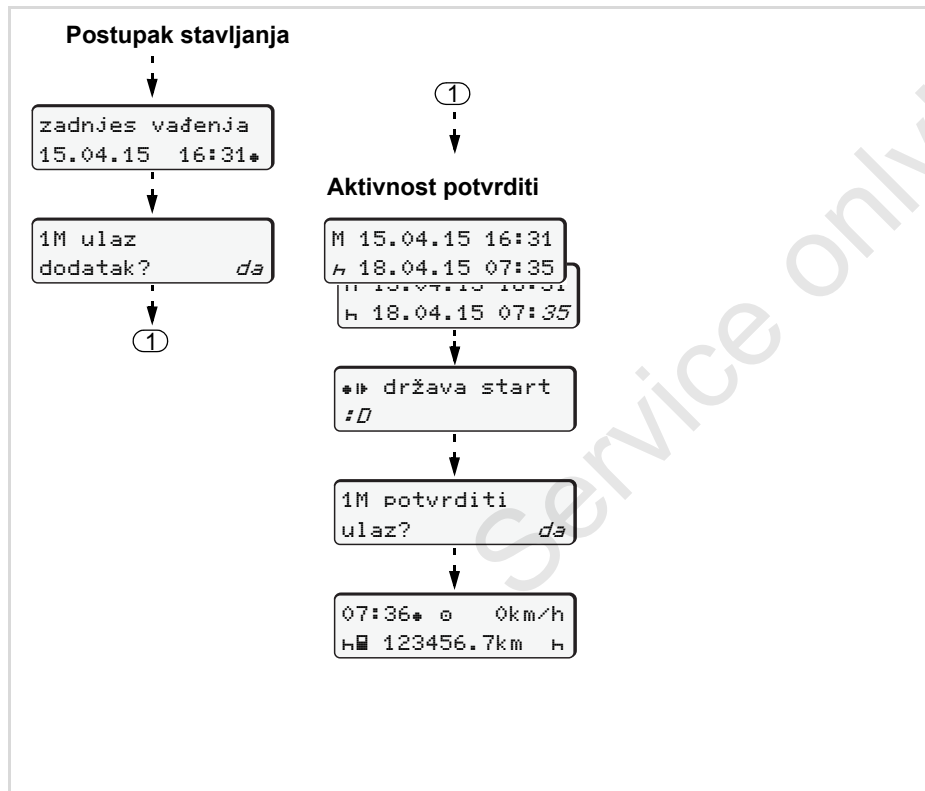 Postupak stavljanja
zadnjes vađenja
15.04.15 16:31
1M ulaz
dodatak? da
1
1
Aktivnost potvrditi
M 15.04.15 16:31
18.04.15 07:35
18.04.15 07:35
država start
:D
1M potvrditi
ulaz? da
07:36 0km/h
123456.7km
Service only